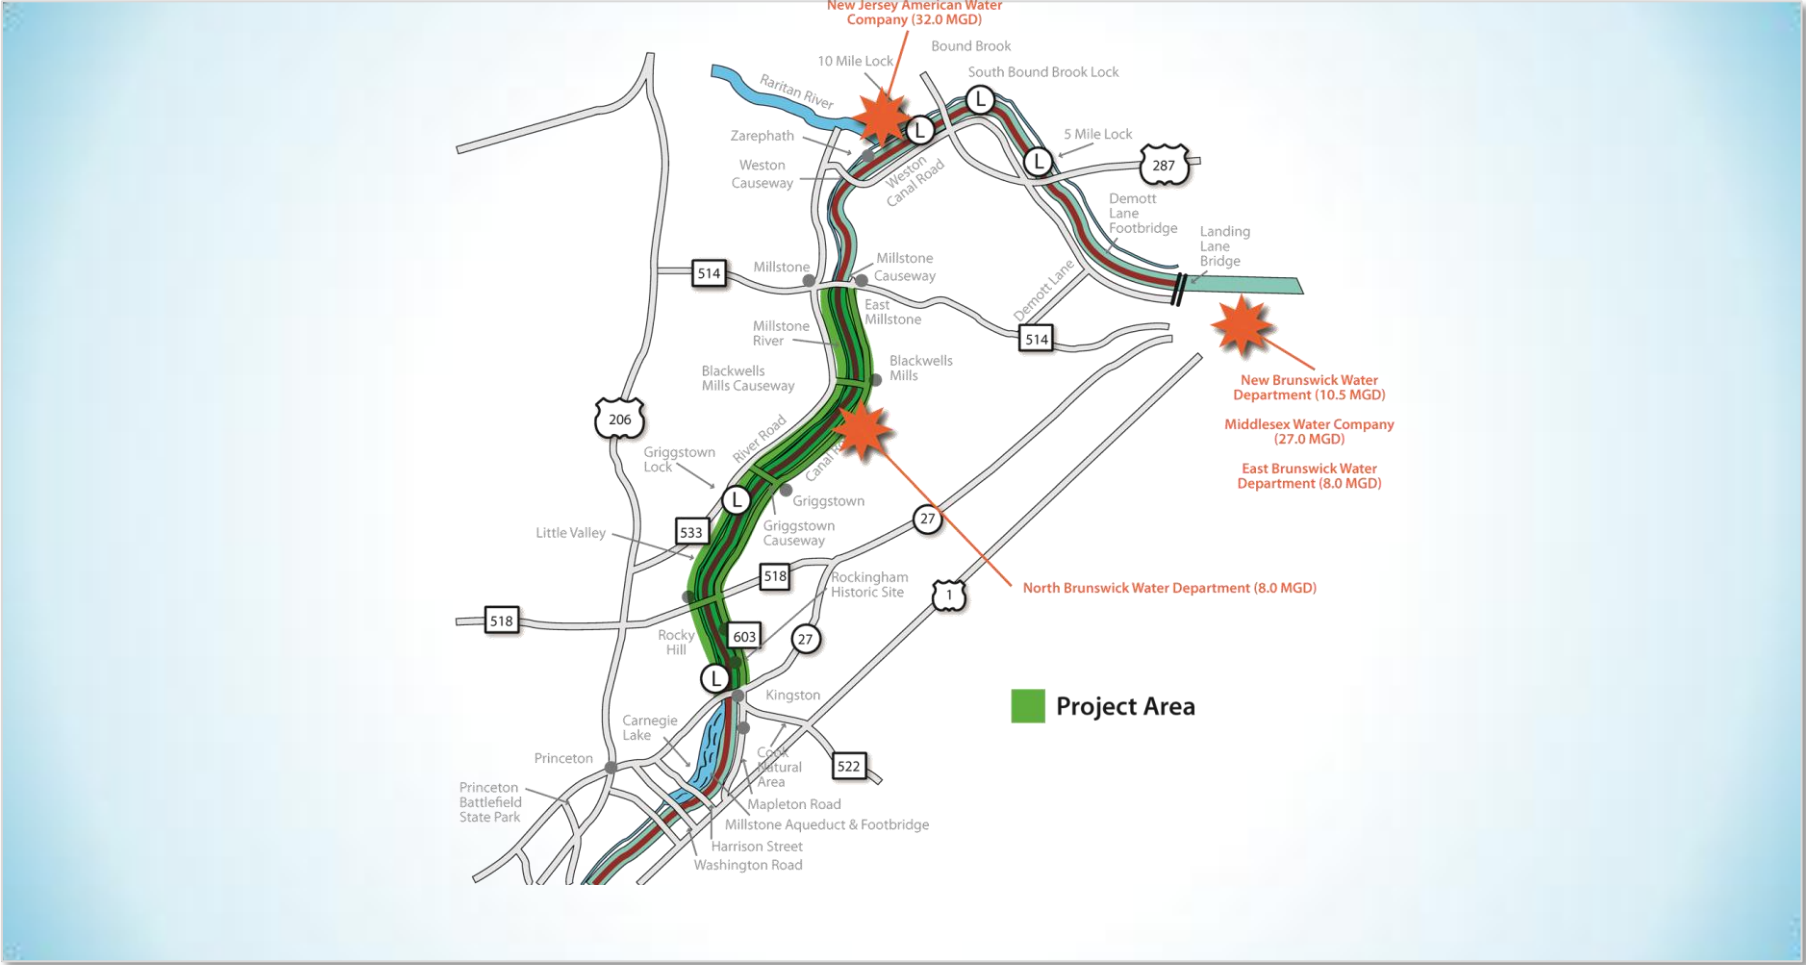 New Jersey American Water
Company (32.0 MGD)
Bound Brook
10 Mile Lock
South Bound Brook Lock
Raritan River
L
L
Zarephath
5 Mile Lock
L
287
Weston
Causeway
Weston
Canal Road
Demott
Lane
Footbridge
Landing
Lane
Bridge
514
Millstone
Millstone
Causeway
Demott Lane
East
Millstone
Millstone
River
514
Blackwells
Mills
Blackwells
Mills Causeway
New Brunswick Water
Department (10.5 MGD)
Middlesex Water Company
(27.0 MGD)
East Brunswick Water
Department (8.0 MGD)
206
River Road
Canal
Griggstown
Lock
L
Griggstown
533
Griggstown
Causeway
Little Valley
27
518
Rockingham
Historic Site
North Brunswick Water Department (8.0 MGD)
1
518
Rocky
Hill
603
27
L
Kingston
Project Area
Carnegie
Lake
Princeton
Cook
Natural
Area
522
Princeton
Battlefield
State Park
Mapleton Road
Millstone Aqueduct & Footbridge
Harrison Street
Washington Road